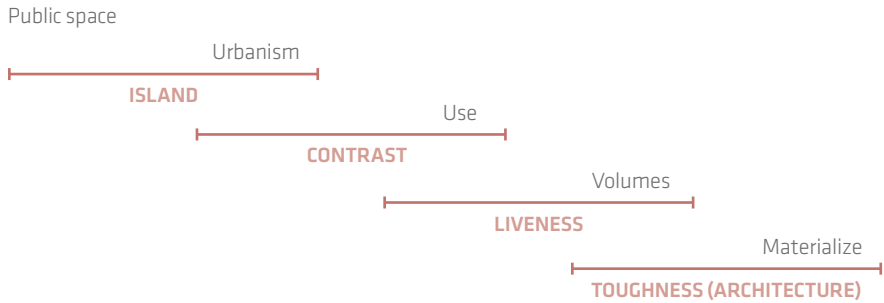 Public space
Urbanism
ISLAND
Use
CONTRAST
Volumes
LIVENESS
Materialize
TOUGHNESS (ARCHITECTURE)